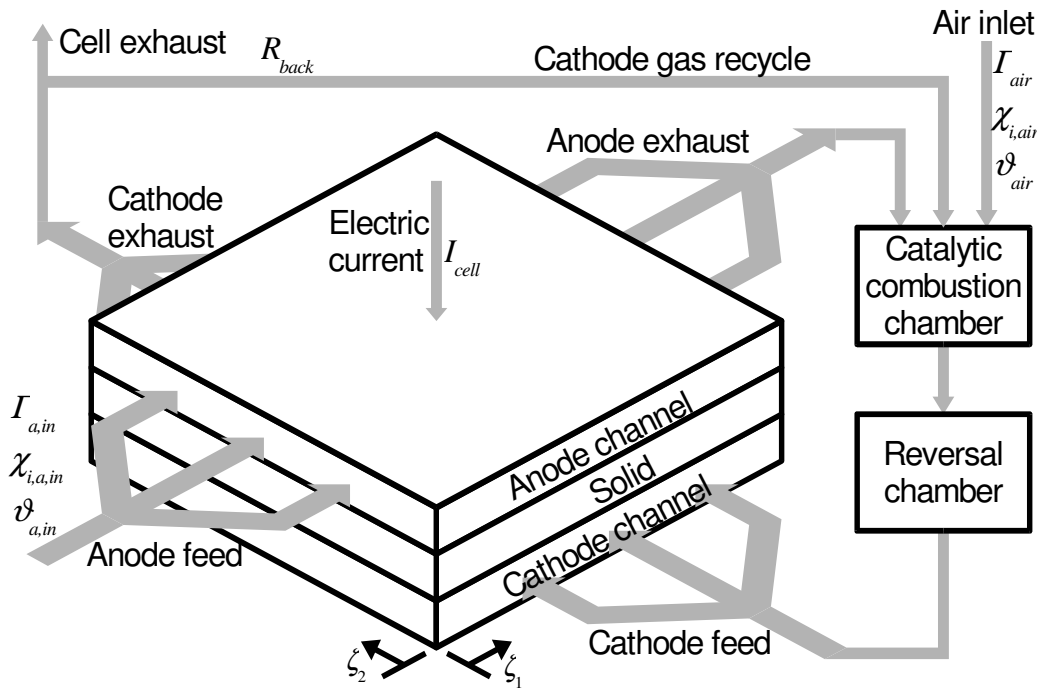 Cell exhaust
R_back
Cathode gas recycle
Air inlet
Γ_air
χ_i,air
ϑ_air
Anode exhaust
Cathode
exhaust
Electric
current
I_cell
Catalytic
combustion
chamber
Γ_a,in
χ_i,a,in
ϑ_a,in
Anode feed
Anode channel
Solid
Cathode channel
Reversal
chamber
Cathode feed
ζ_2
ζ_1